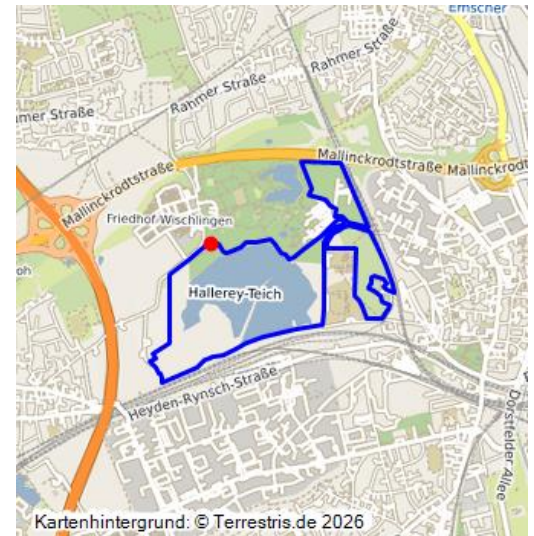 Emscher
Rahmer Straße
Rahmer Straße
mer Straße
Mallinckrodtstraße
Mallinckrodtstraße
Mallinckrodt
Friedhof Wischlingen
oh
Hallerey-Teich
Heyden-Rynsch-Straße
Dorstfelder Allee
Kartenhintergrund: © Terrestris.de 2026